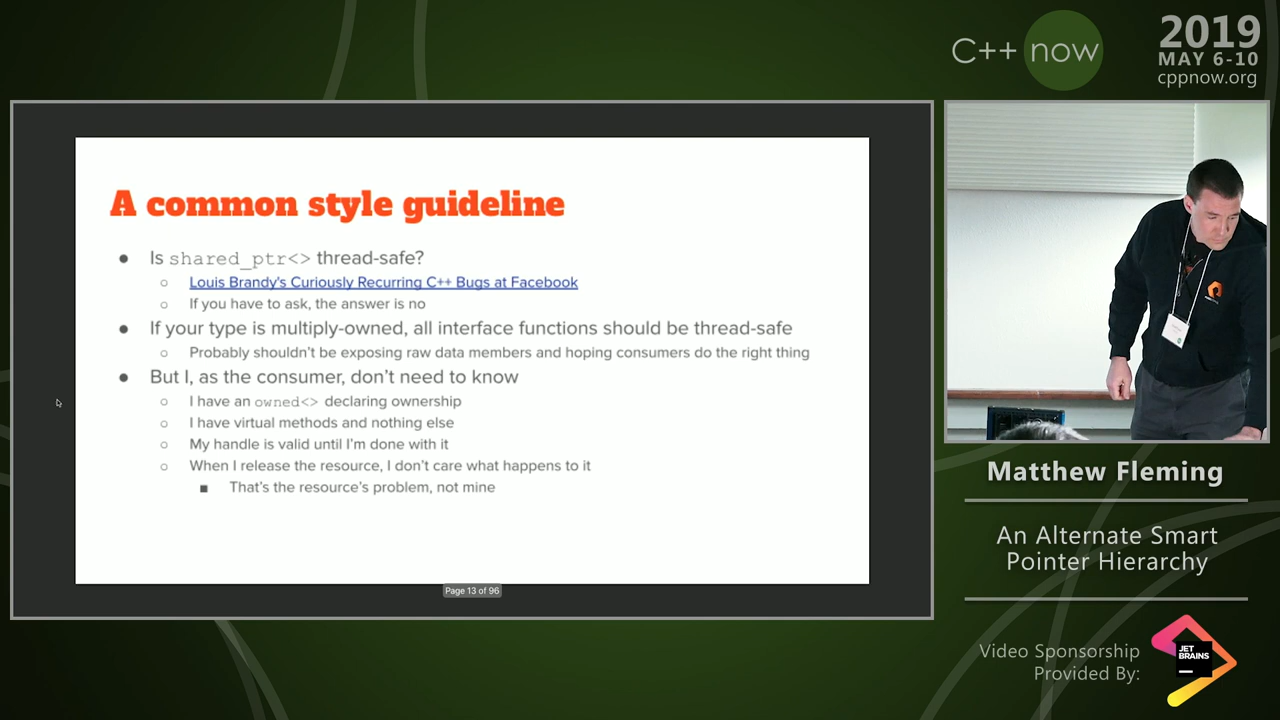 C++ now
2019
MAY 6-10
cppnow.org
A common style guideline
● Is shared_ptr<> thread-safe?
○ Louis Brandy's Curiously Recurring C++ Bugs at Facebook
○ If you have to ask, the answer is no
● If your type is multiply-owned, all interface functions should be thread-safe
○ Probably shouldn't be exposing raw data members and hoping consumers do the right thing
● But I, as the consumer, don't need to know
○ I have an owned<> declaring ownership
○ I have virtual methods and nothing else
○ My handle is valid until I'm done with it
○ When I release the resource, I don't care what happens to it
■ That's the resource's problem, not mine
Page 13 of 96
Matthew Fleming
An Alternate Smart
Pointer Hierarchy
Video Sponsorship
Provided By:
JET
BRAINS